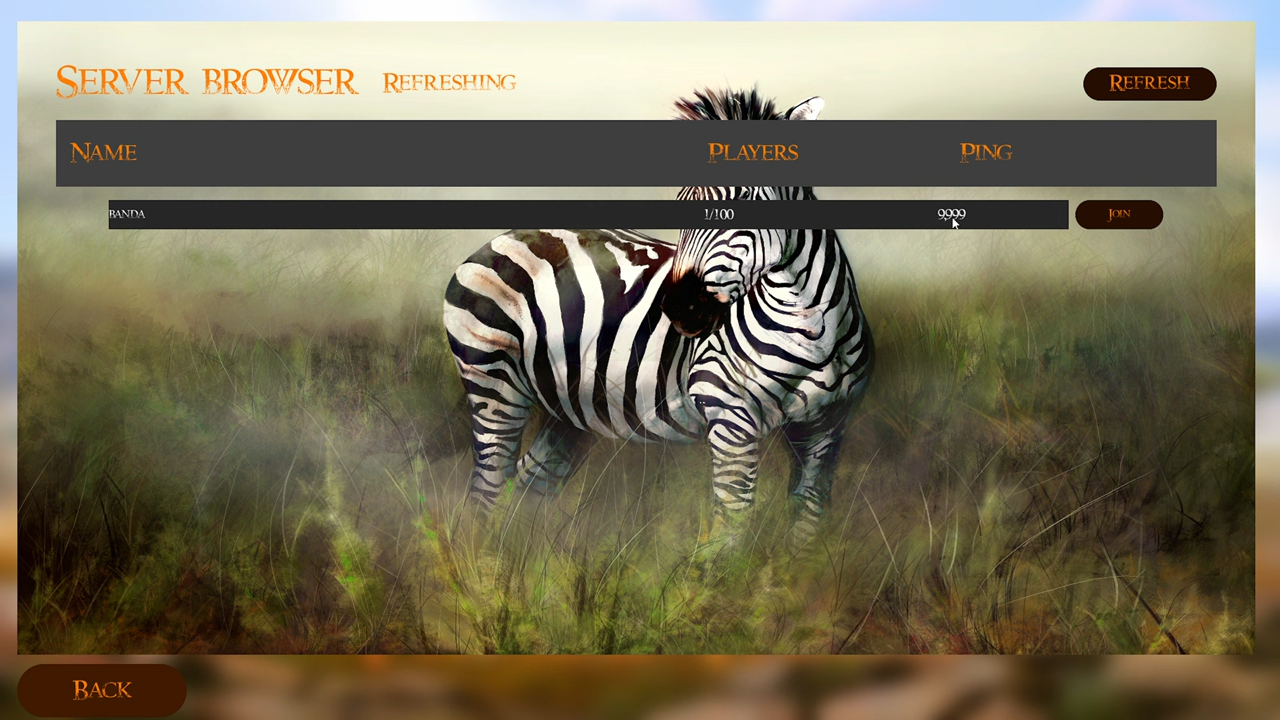 SERVER BROWSER REFRESHING REFRESH
NAME PLAYERS PING
BANDA 1/100 9999 JOIN
BACK